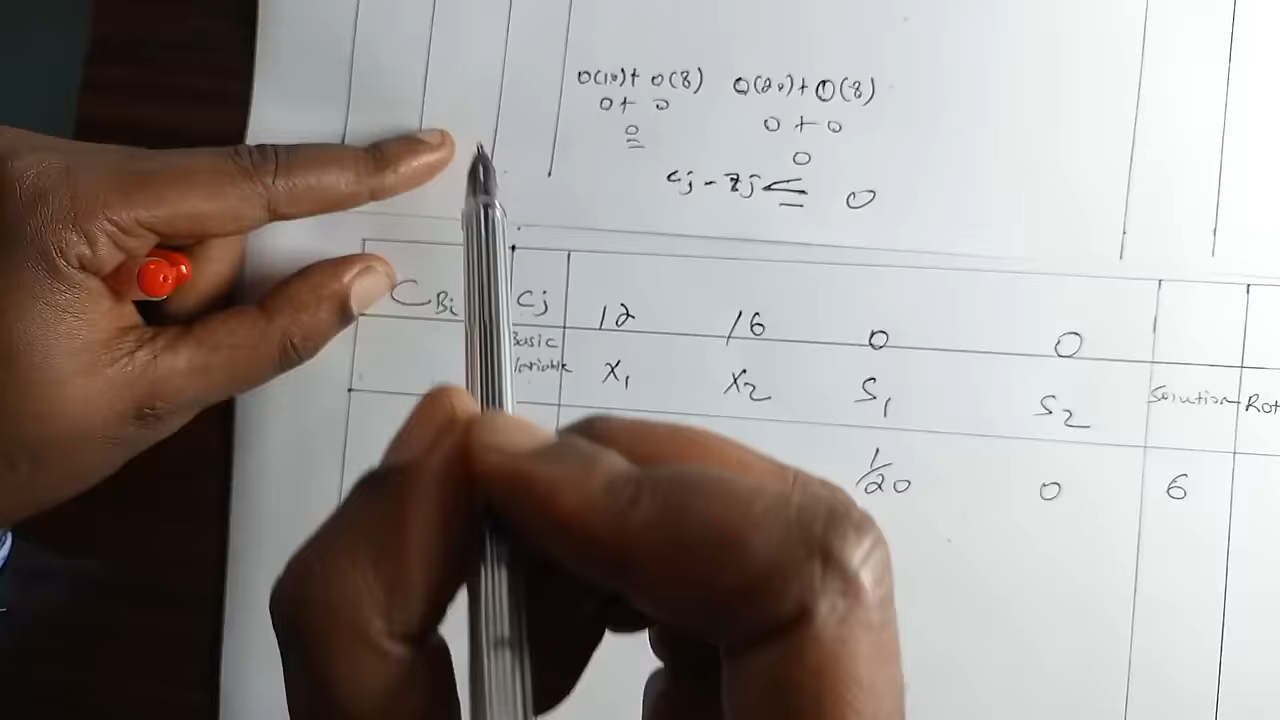 0(10)+ 0(8) 0(20)+ 0(8)
0 + 0 0 + 0
0 0
Cj - Zj ≤ 0
CBi Cj 12 16 0 0
Basic
Variable X1 X2 S1 S2 Solution
1/20 0 6